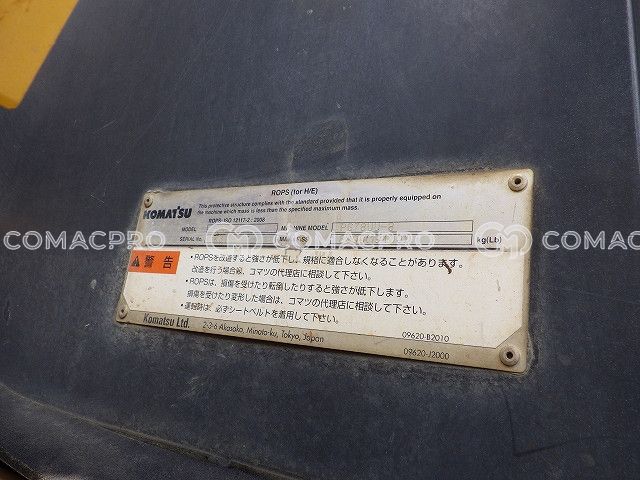 ROPS (for H/E)
KOMATSU
This protective structure complies with the standard provided that it is properly equipped on
the machine which mass is less than the specified maximum mass.
ROPS: ISO 12117-2 : 2008
MODEL
MACHINE MODEL
SERIAL No.
kg(Lb)
COMACPRO COMACPRO COMACPRO
警告
・ROPSを改造すると強さが低下し、規格に適合しなくなることがあります。
改造を行う場合は、コマツの代理店に相談して下さい。
・ROPSは、損傷を受けたり転倒したりすると強さが低下します。
損傷を受けたり変形した場合は、コマツの代理店に相談して下さい。
・運転時は、必ずシートベルトを着用して下さい。
Komatsu Ltd.
2-3-6 Akasaka, Minato-ku, Tokyo, Japan
09620-B2010
09620-J2000